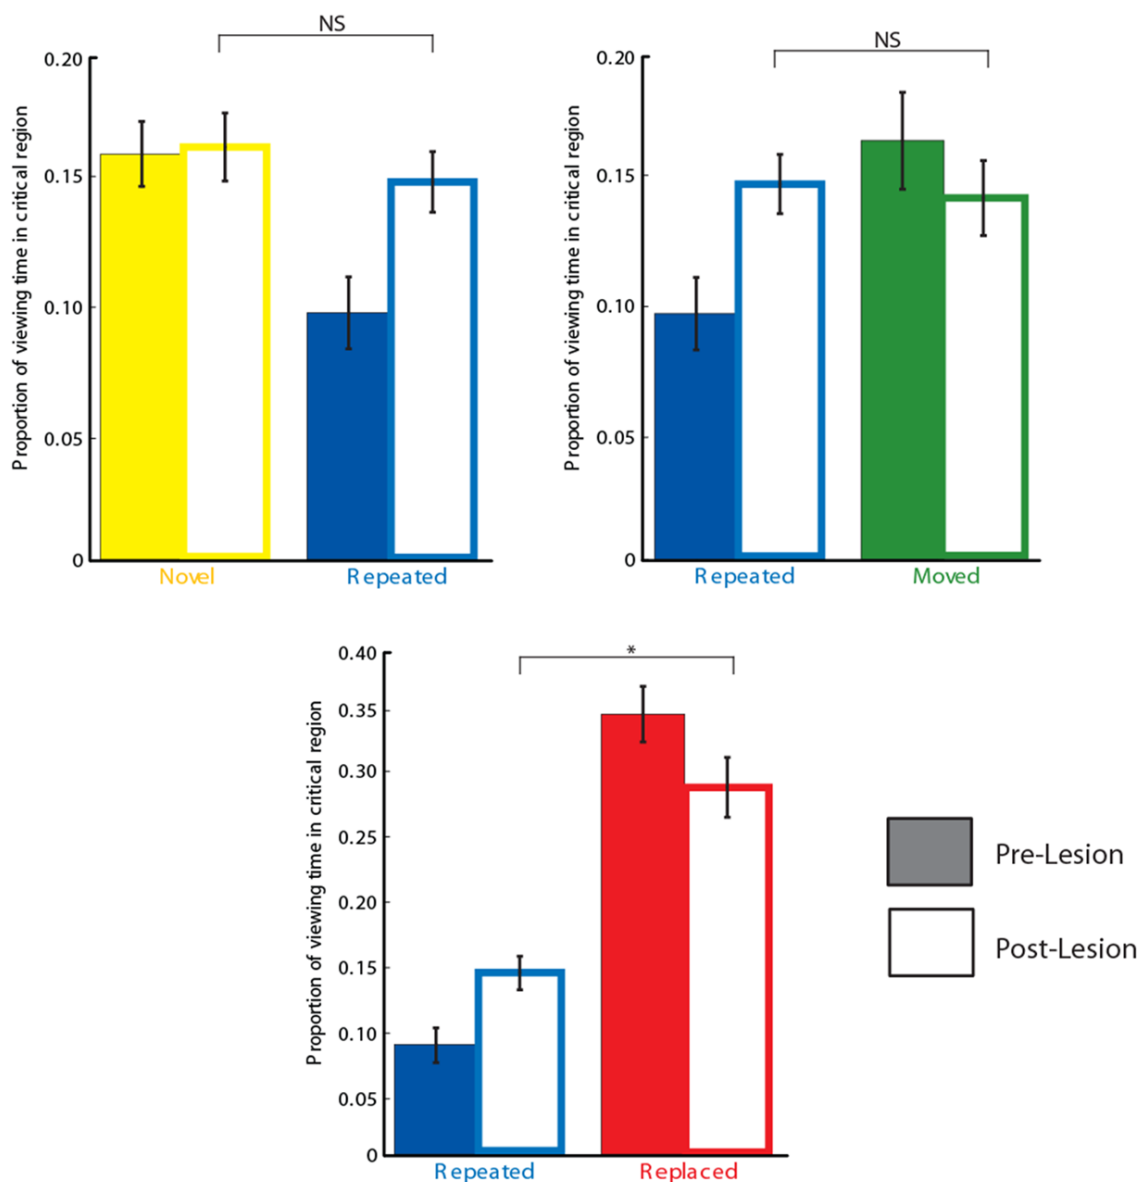 NS
0.20
0.15
0.10
0.05
0
Proportion of viewing time in critical region
Novel
Repeated
NS
0.20
0.15
0.10
0.05
0
Proportion of viewing time in critical region
Repeated
Moved
*
0.40
0.35
0.30
0.25
0.20
0.15
0.10
0.05
0
Proportion of viewing time in critical region
Repeated
Replaced
Pre-Lesion
Post-Lesion